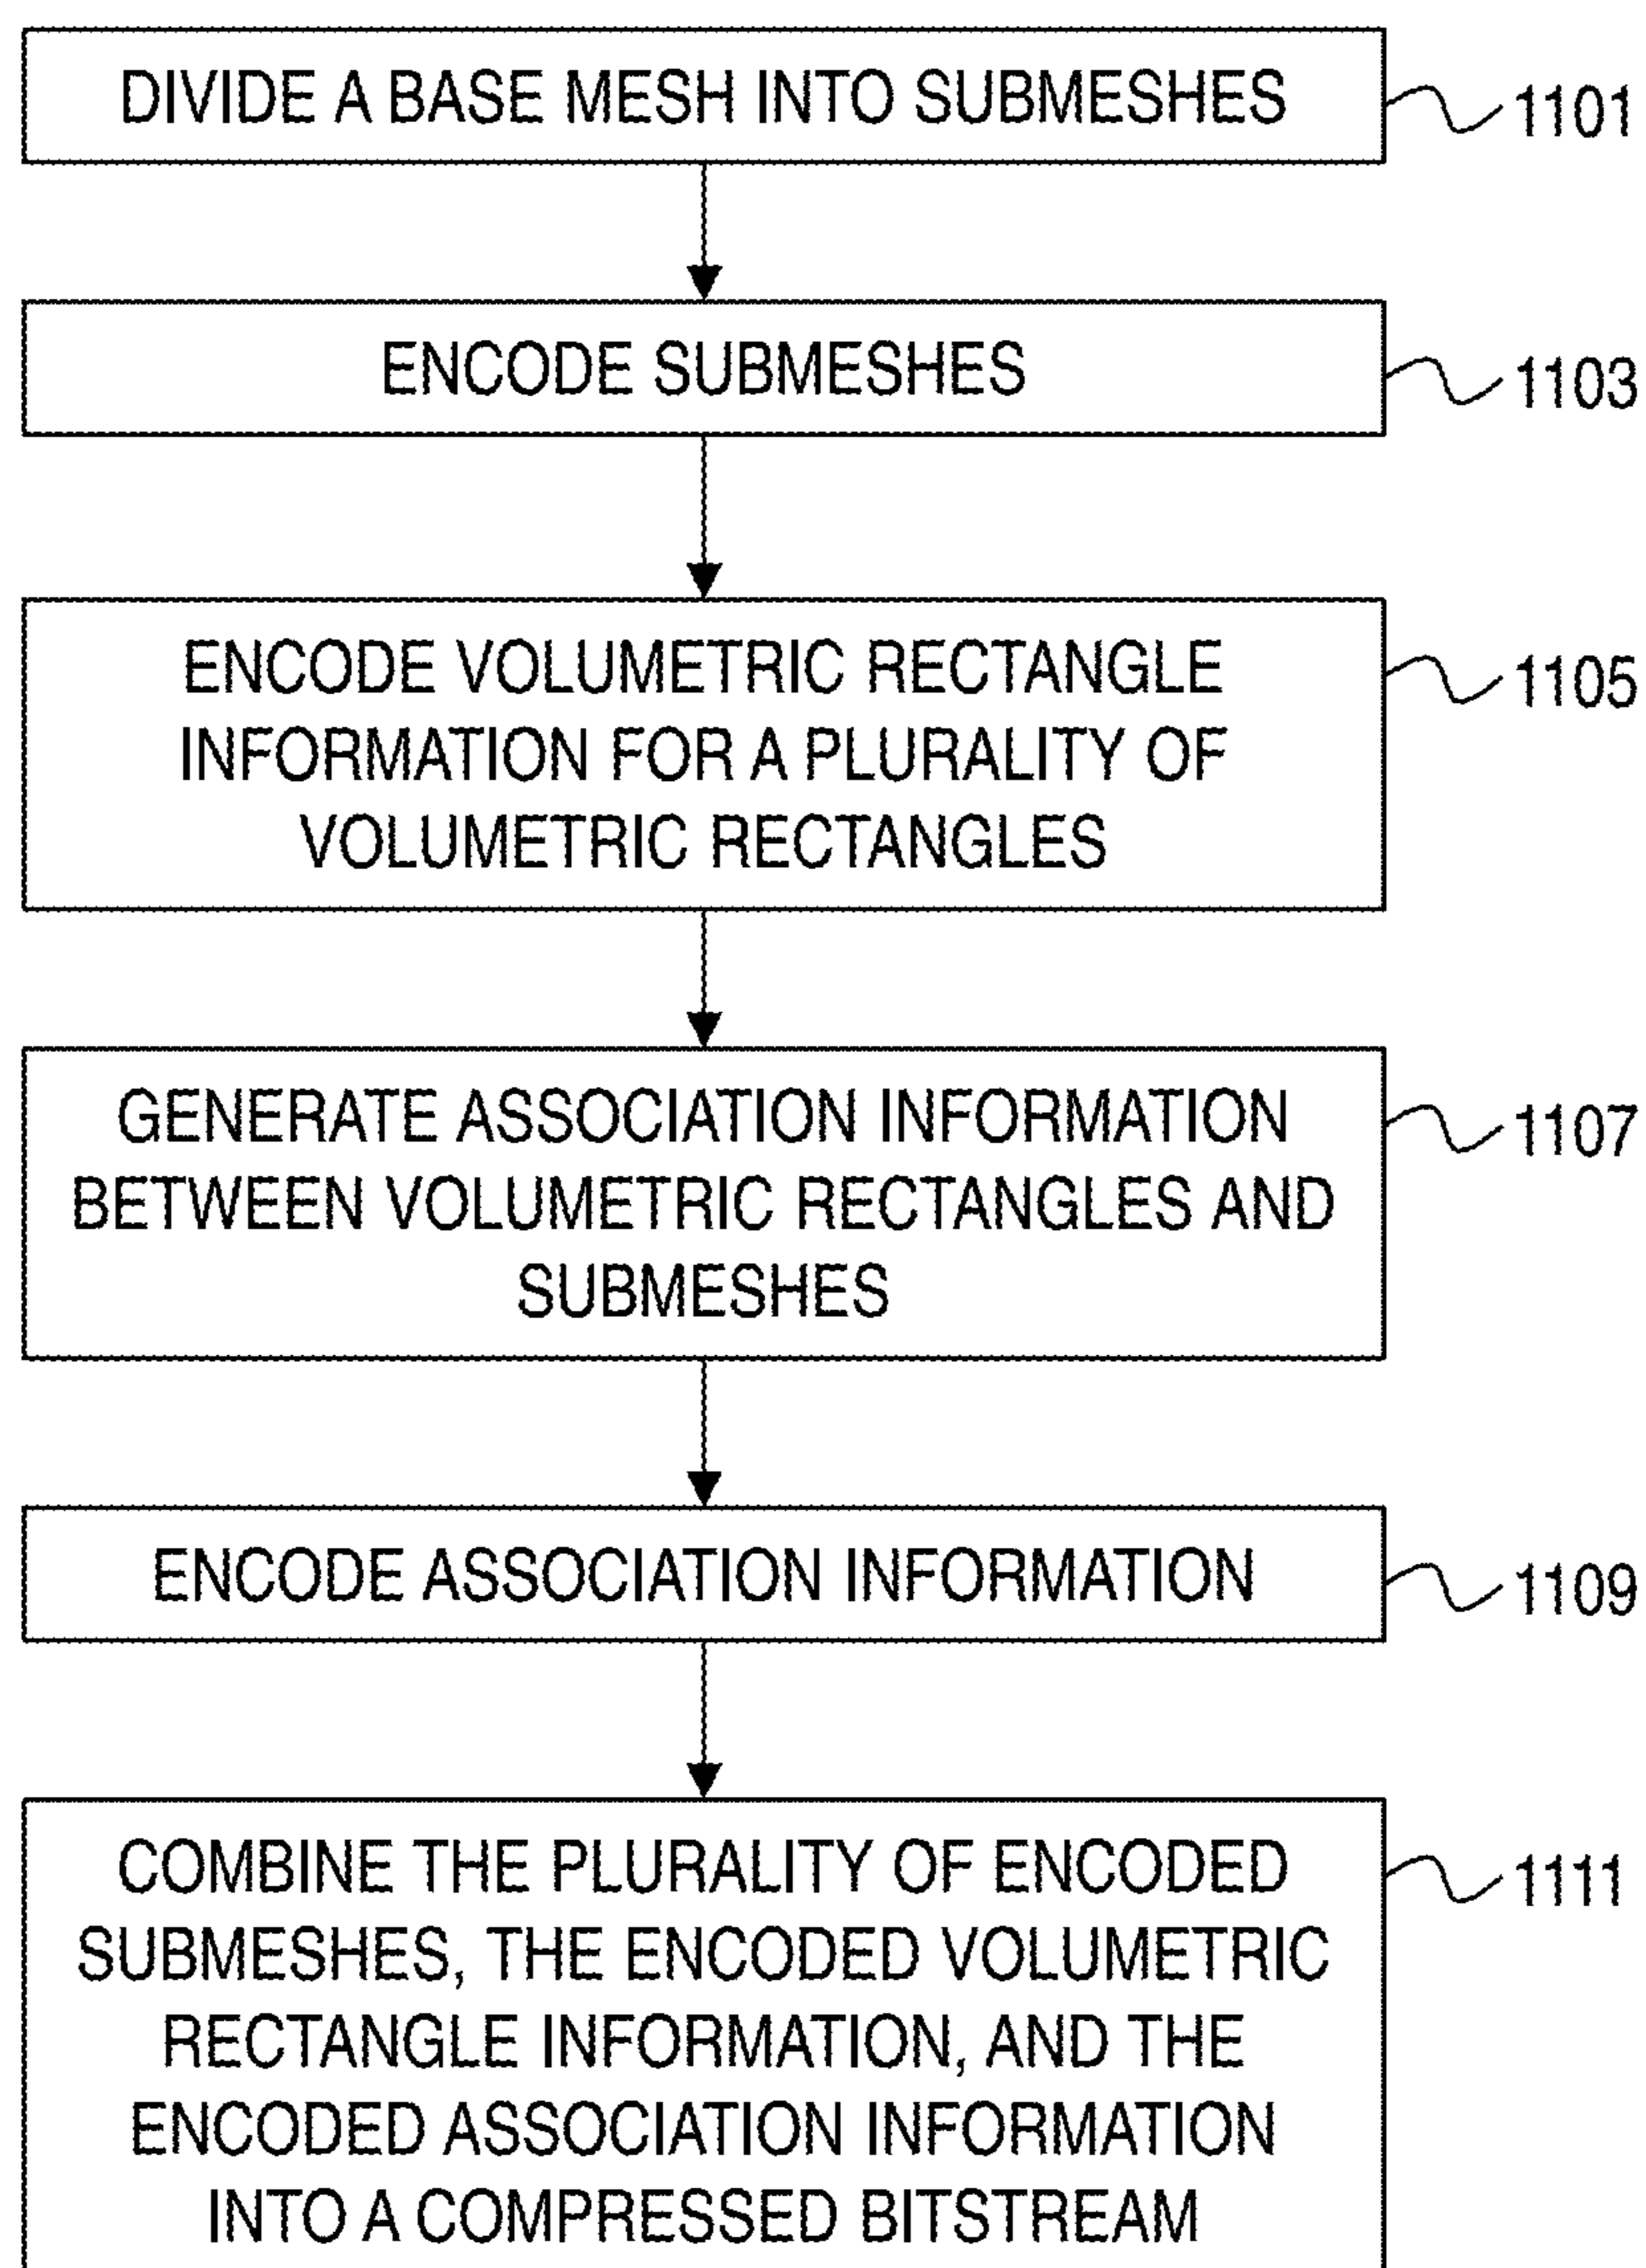 DIVIDE A BASE MESH INTO SUBMESHES
1101
ENCODE SUBMESHES
1103
ENCODE VOLUMETRIC RECTANGLE
INFORMATION FOR A PLURALITY OF
VOLUMETRIC RECTANGLES
1105
GENERATE ASSOCIATION INFORMATION
BETWEEN VOLUMETRIC RECTANGLES AND
SUBMESHES
1107
ENCODE ASSOCIATION INFORMATION
1109
COMBINE THE PLURALITY OF ENCODED
SUBMESHES, THE ENCODED VOLUMETRIC
RECTANGLE INFORMATION, AND THE
ENCODED ASSOCIATION INFORMATION
INTO A COMPRESSED BITSTREAM
1111